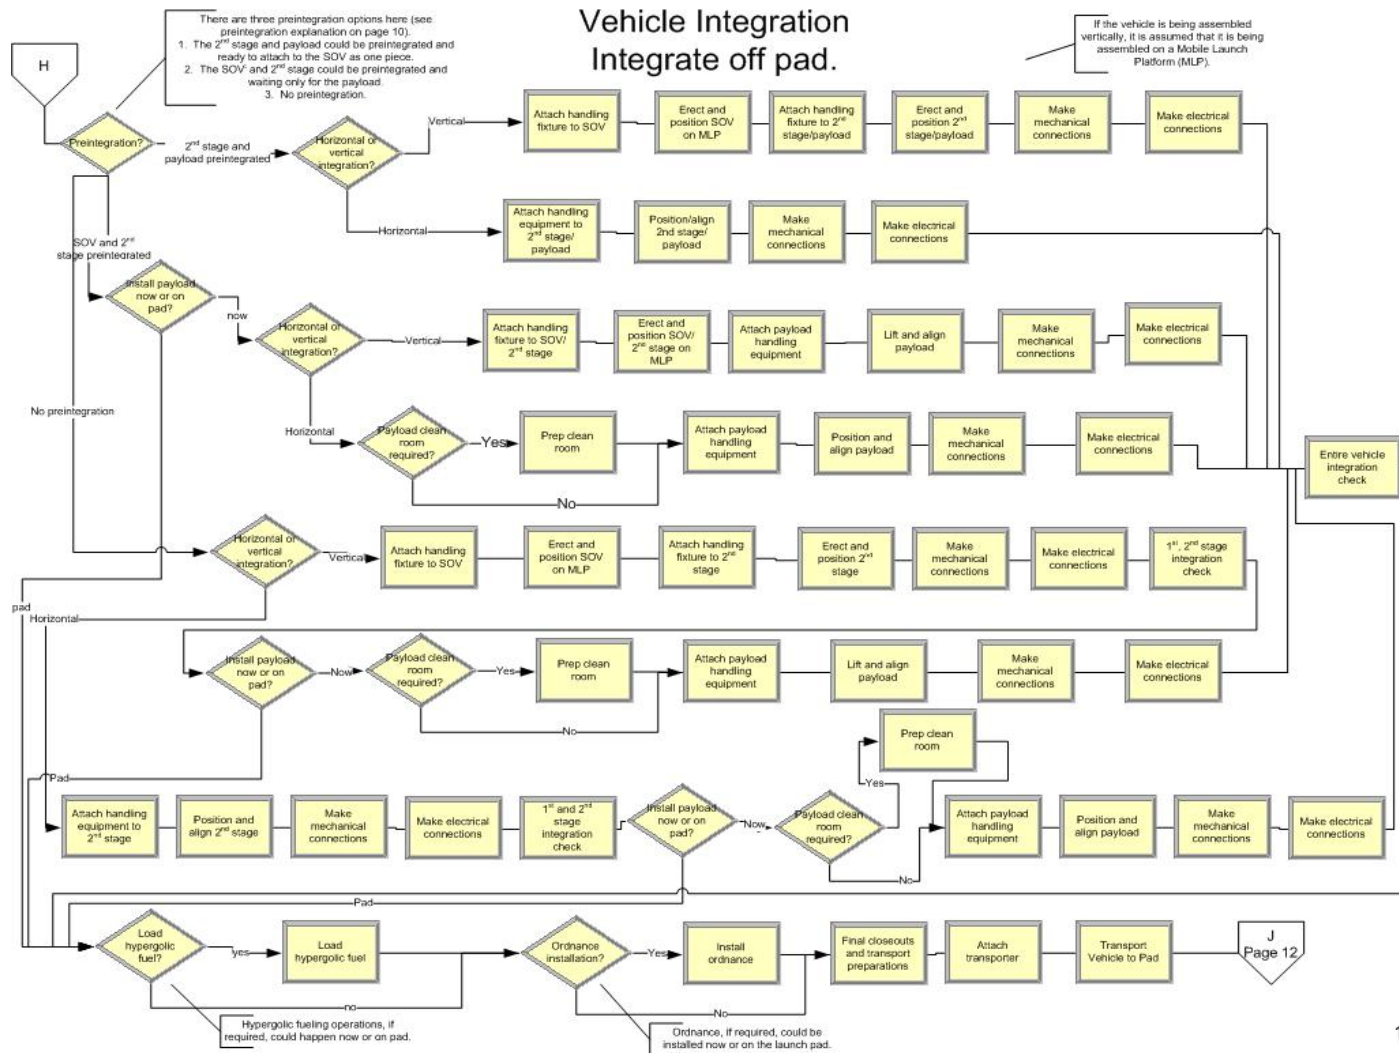 Vehicle Integration
Integrate off pad.
H
There are three preintegration options here (see
preintegration explanation on page 10).
1. The 2nd stage and payload could be preintegrated and
ready to attach to the SOV as one piece.
2. The SOV and 2nd stage could be preintegrated and
waiting only for the payload.
3. No preintegration.
If the vehicle is being assembled
vertically, it is assumed that it is being
assembled on a Mobile Launch
Platform (MLP).
Preintegration?
2nd stage and
payload preintegrated
Horizontal or
vertical
integration?
Vertical
Attach handling
fixture to SOV
Erect and
position SOV
on MLP
Attach handling
fixture to 2nd
stage/payload
Erect and
position 2nd
stage/payload
Make
mechanical
connections
Make electrical
connections
Horizontal
Attach handling
equipment to
2nd stage/
payload
Position/align
2nd stage/
payload
Make
mechanical
connections
Make electrical
connections
SOV and 2nd
stage preintegrated
Install payload
now or on
pad?
now
Horizontal or
vertical
integration?
Vertical
Attach handling
fixture to SOV/
2nd stage
Erect and
position SOV/
2nd stage on
MLP
Attach payload
handling
equipment
Lift and align
payload
Make
mechanical
connections
Make electrical
connections
No preintegration
Horizontal
Payload clean
room
required?
Yes
Prep clean
room
No
Attach payload
handling
equipment
Position and
align payload
Make
mechanical
connections
Make electrical
connections
Entire vehicle
integration
check
Horizontal or
vertical
integration?
Vertical
Attach handling
fixture to SOV
Erect and
position SOV
on MLP
Attach handling
fixture to 2nd
stage
Erect and
position 2nd
stage
Make
mechanical
connections
Make electrical
connections
1st, 2nd stage
integration
check
pad
Horizontal
Install payload
now or on
pad?
Now
Payload clean
room
required?
Yes
Prep clean
room
No
Attach payload
handling
equipment
Lift and align
payload
Make
mechanical
connections
Make electrical
connections
Pad
Attach handling
equipment to
2nd stage
Position and
align 2nd stage
Make
mechanical
connections
Make electrical
connections
1st and 2nd
stage
integration
check
Install payload
now or on
pad?
Now
Payload clean
room
required?
Yes
Prep clean
room
No
Attach payload
handling
equipment
Position and
align payload
Make
mechanical
connections
Make electrical
connections
Pad
Load
hypergolic
fuel?
yes
Load
hypergolic fuel
no
Ordnance
installation?
Yes
Install
ordnance
No
Final closeouts
and transport
preparations
Attach
transporter
Transport
Vehicle to Pad
J
Page 12
Hypergolic fueling operations, if
required, could happen now or on pad.
Ordnance, if required, could be
installed now or on the launch pad.